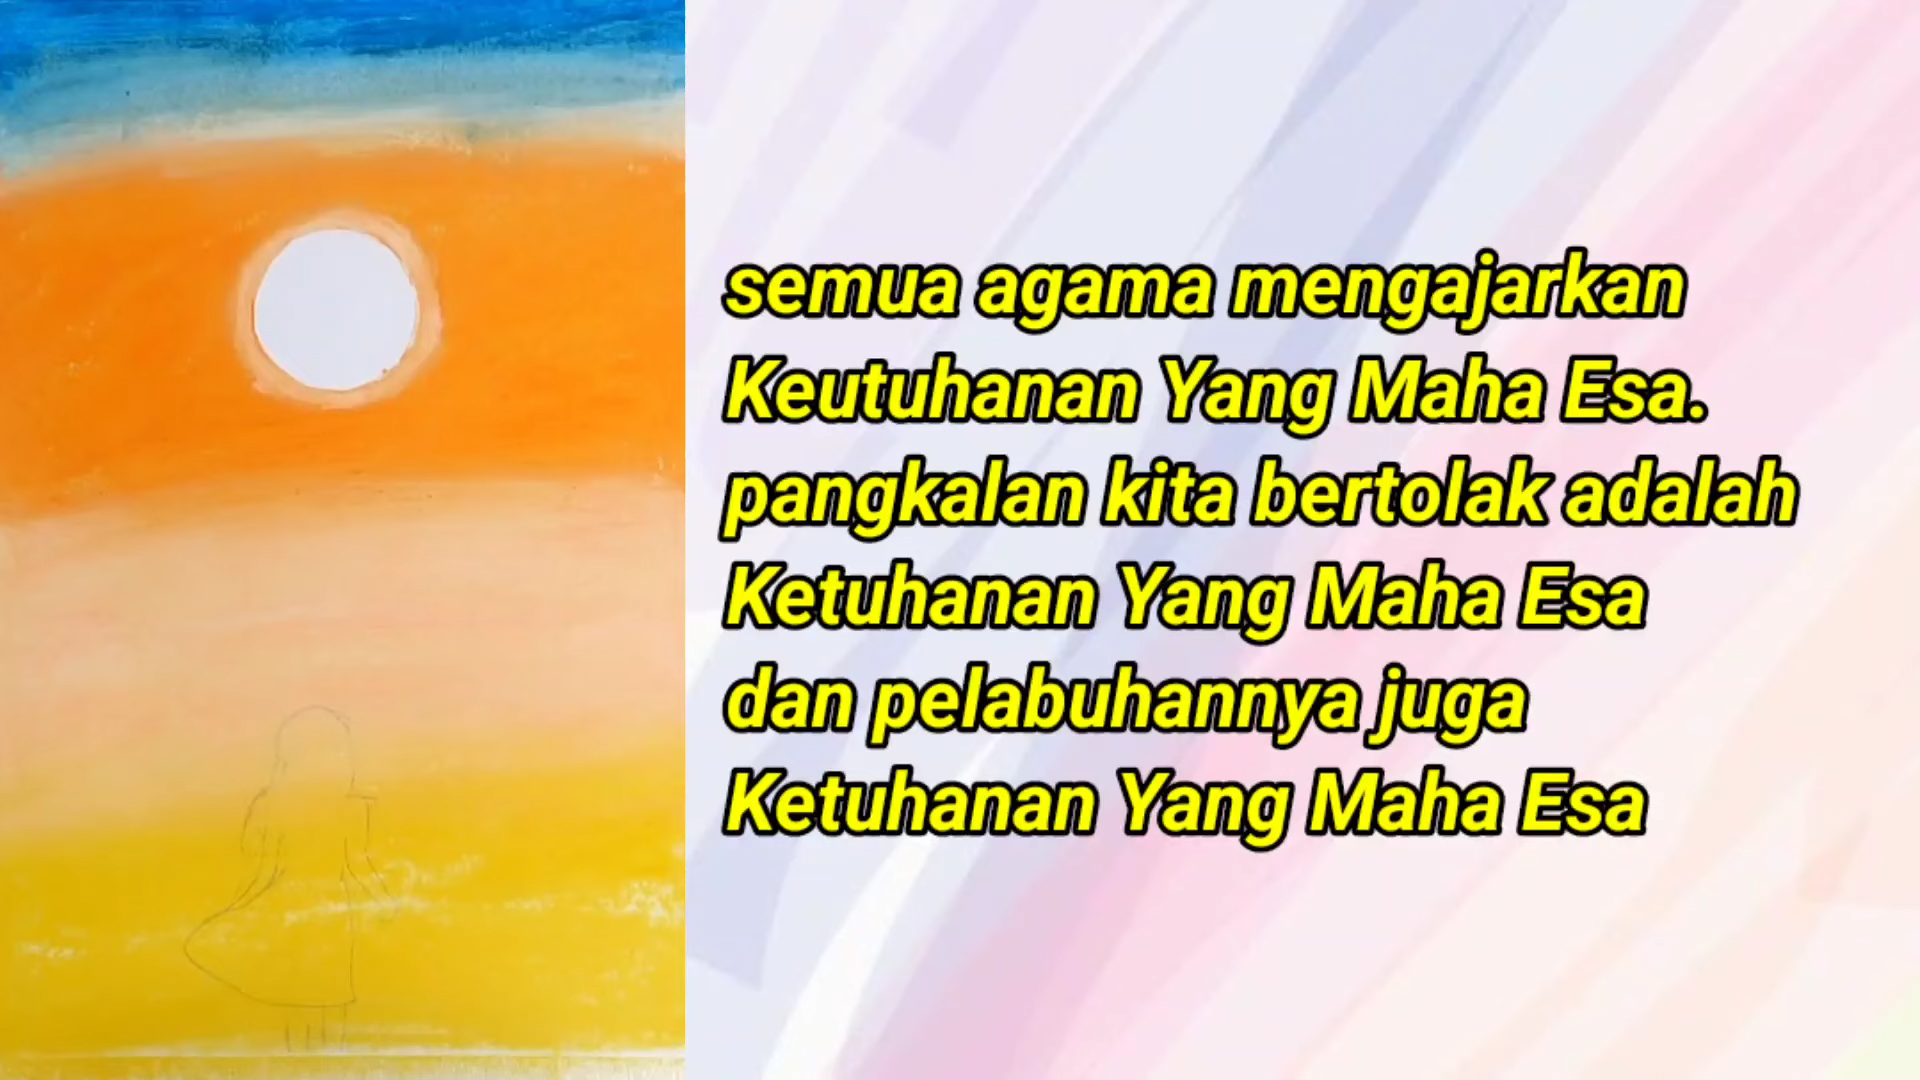 semua agama mengajarkan
Keutuhanan Yang Maha Esa.
pangkalan kita bertolak adalah
Ketuhanan Yang Maha Esa
dan pelabuhannya juga
Ketuhanan Yang Maha Esa